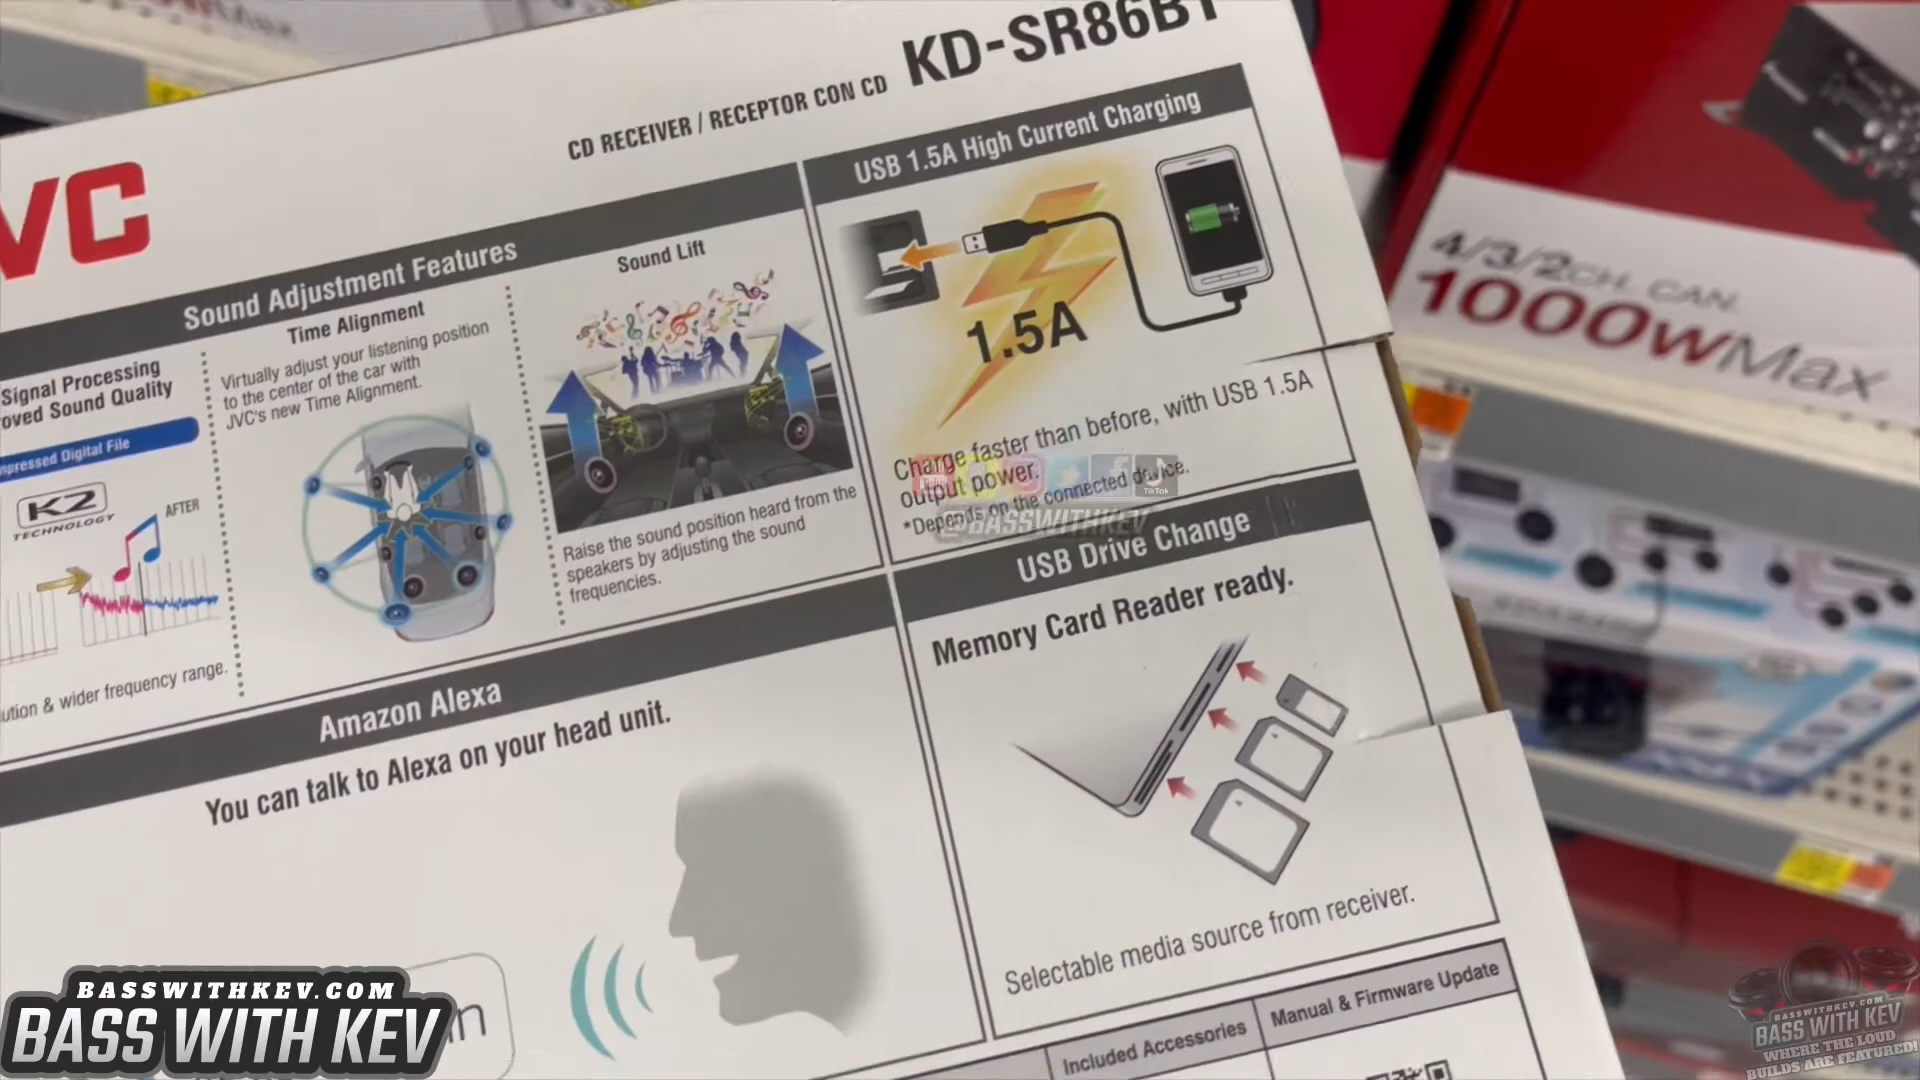 KD-SR86BT
CD RECEIVER / RECEPTOR CON CD
JVC
Sound Adjustment Features
Signal Processing
oved Sound Quality
mpressed Digital File
K2
TECHNOLOGY
AFTER
ution & wider frequency range.
Time Alignment
Virtually adjust your listening position
to the center of the car with
JVC's new Time Alignment.
Sound Lift
Raise the sound position heard from the
speakers by adjusting the sound
frequencies.
USB 1.5A High Current Charging
1.5A
Charge faster than before, with USB 1.5A
output power.
*Depends on the connected device.
TikTok
@BASSWITHKEV
USB Drive Change
Memory Card Reader ready.
Selectable media source from receiver.
Amazon Alexa
You can talk to Alexa on your head unit.
Included Accessories
Manual & Firmware Update
4/3/2CH. CAN.
1000wMax
BASSWITHKEV.COM
BASS WITH KEV
BASSWITHKEV.COM
BASS WITH KEV
WHERE THE LOUD
BUILDS ARE FEATURED!